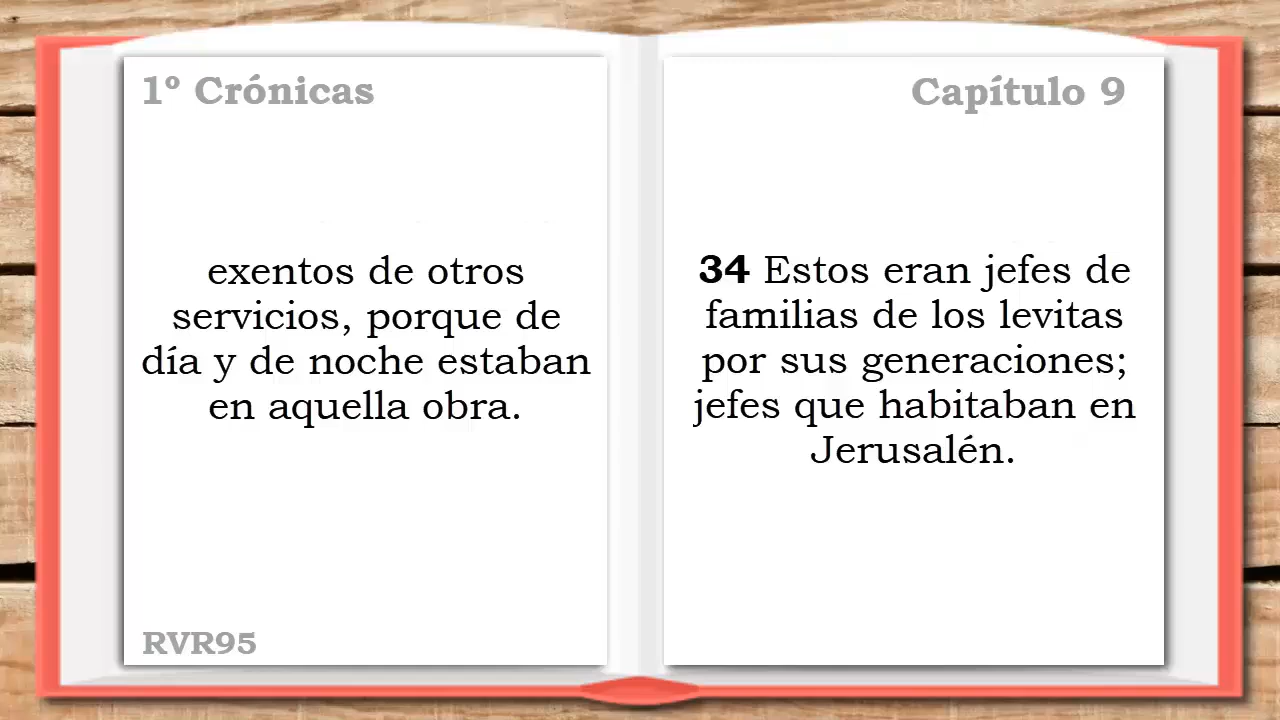 1º Crónicas
exentos de otros
servicios, porque de
día y de noche estaban
en aquella obra.
RVR95
Capítulo 9
34 Estos eran jefes de
familias de los levitas
por sus generaciones;
jefes que habitaban en
Jerusalén.